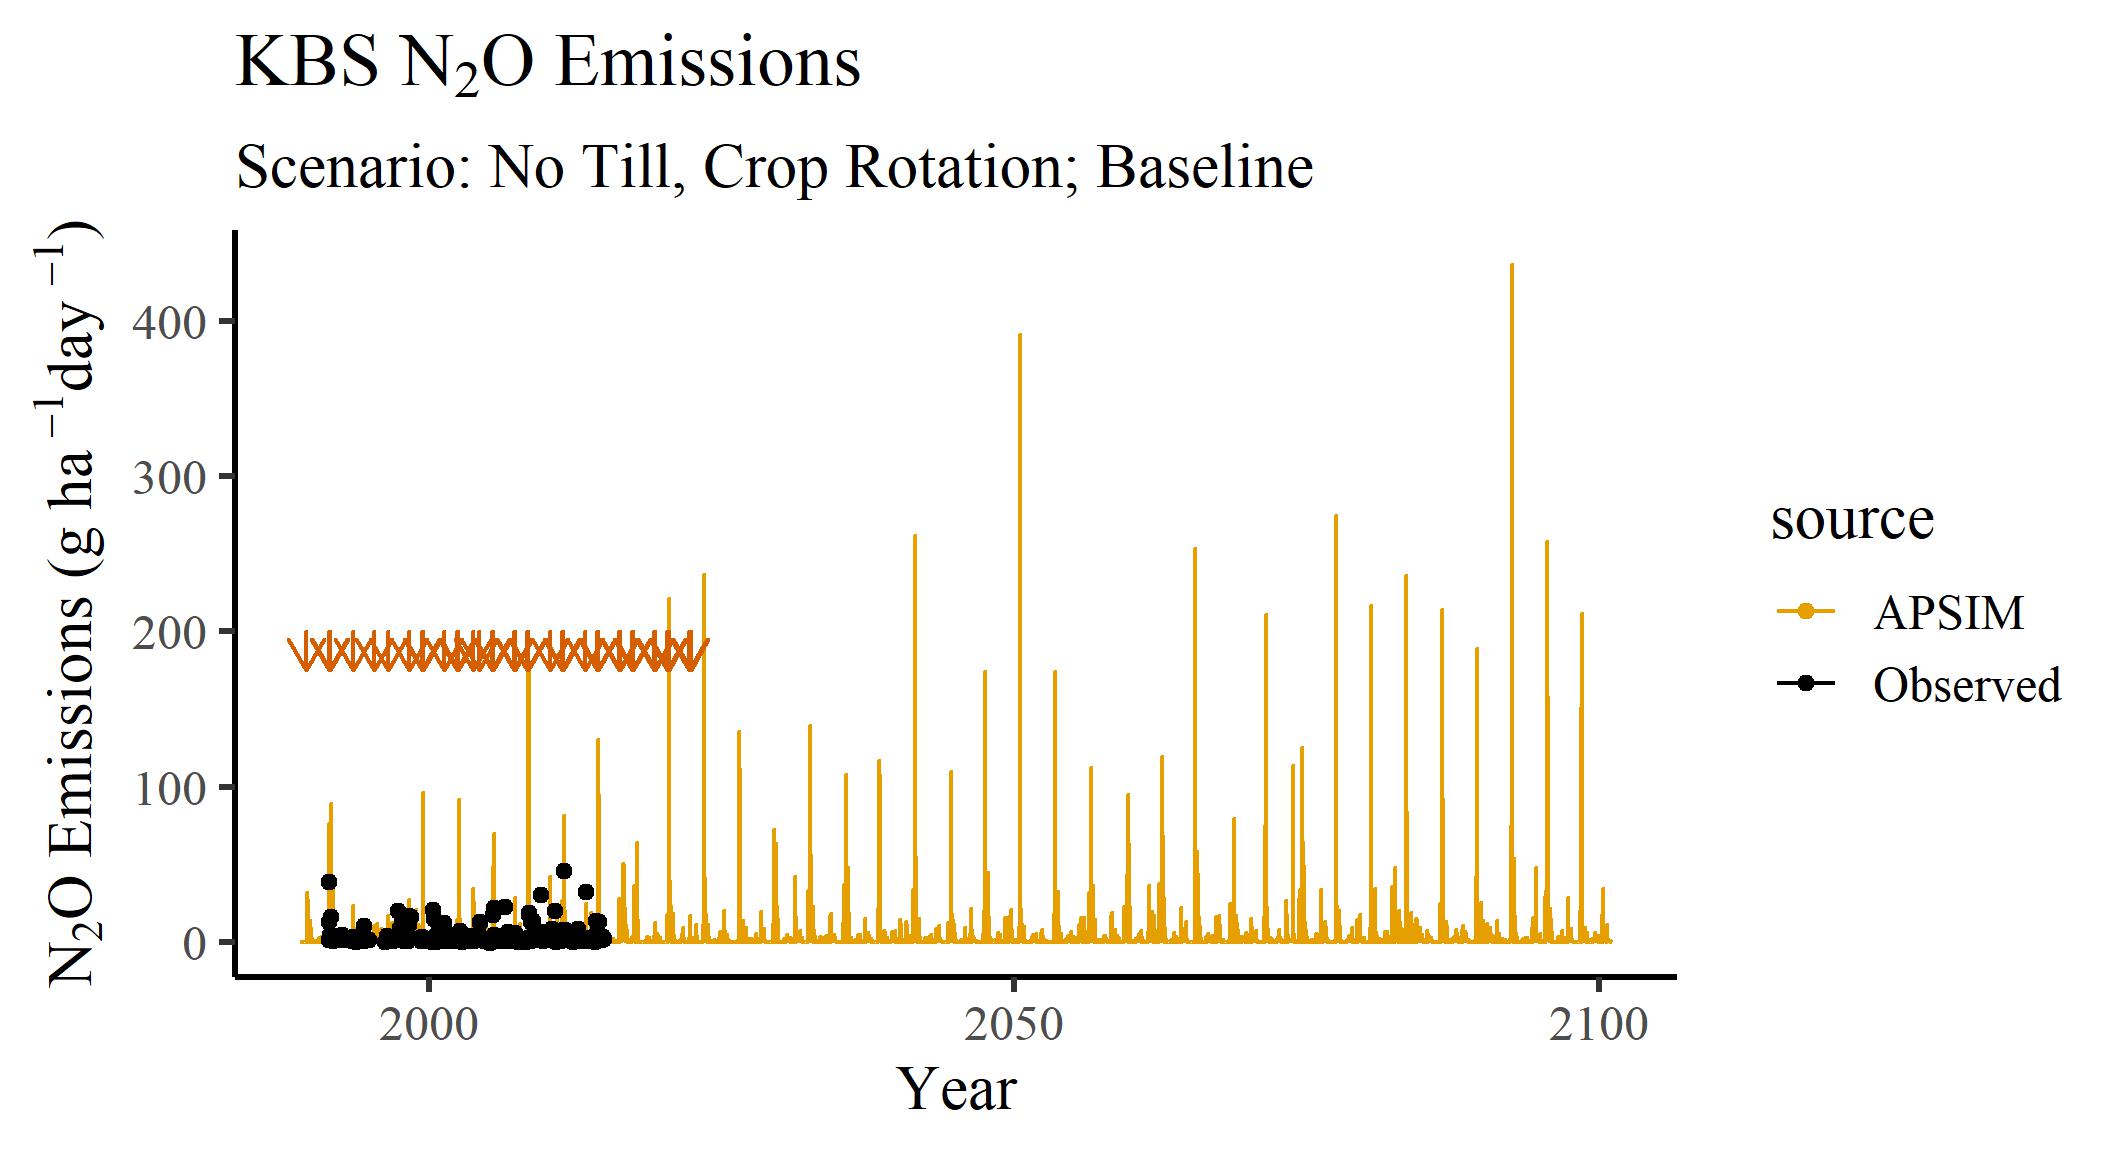 KBS N₂O Emissions
Scenario: No Till, Crop Rotation; Baseline
N₂O Emissions (g ha⁻¹day⁻¹)
400
300
200
100
0
2000 2050 2100
Year
source
APSIM
Observed